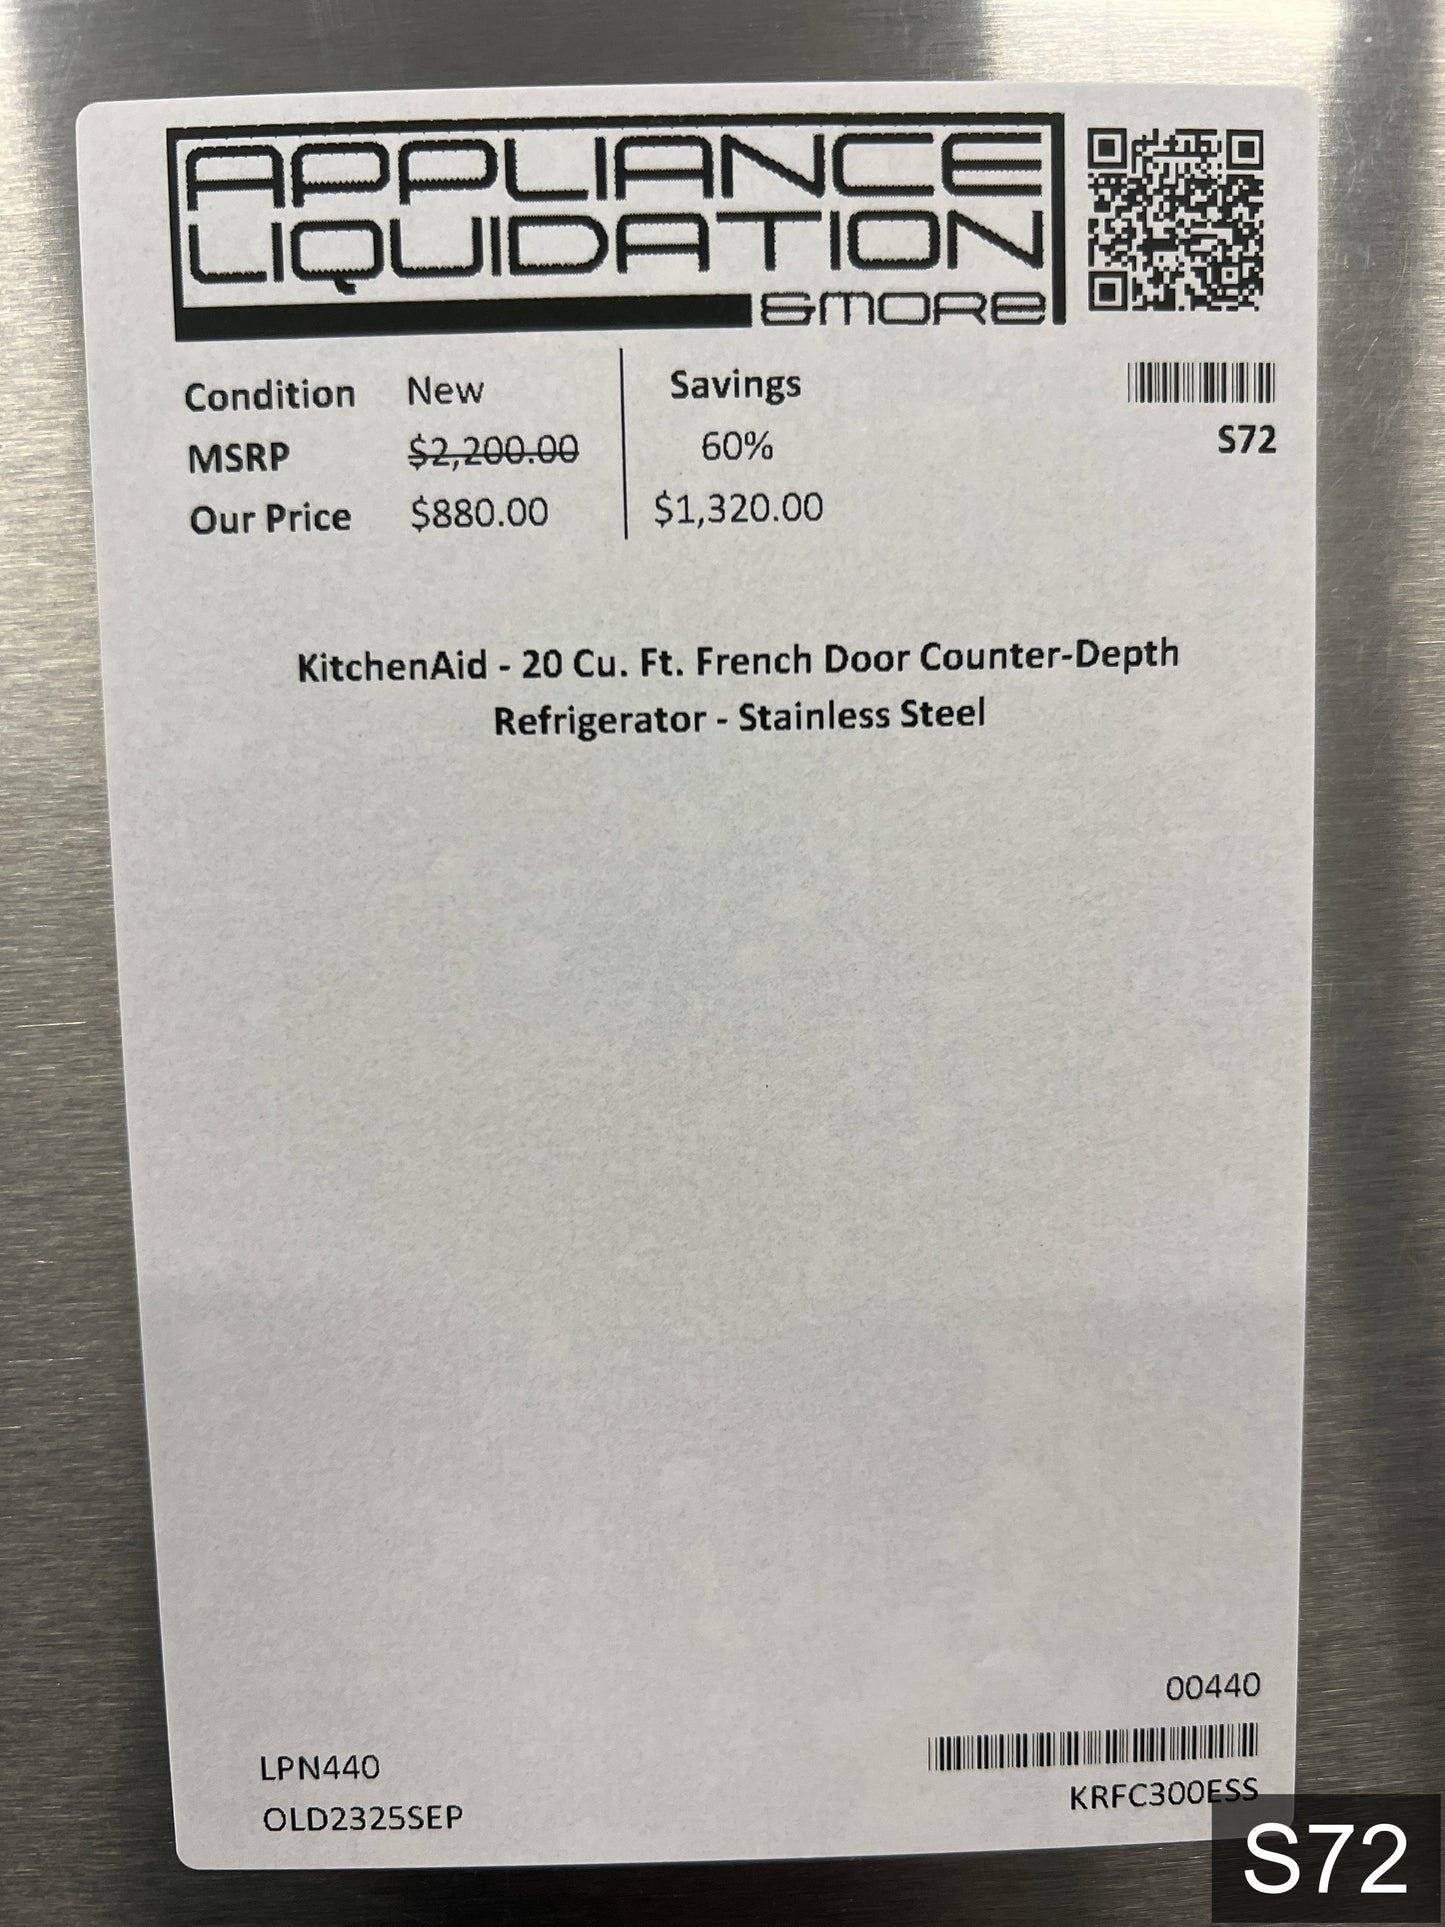 APPLIANCE
LIQUIDATION
&MORE
Condition New
MSRP $2,200.00
Our Price $880.00
Savings
60%
$1,320.00
S72
KitchenAid - 20 Cu. Ft. French Door Counter-Depth
Refrigerator - Stainless Steel
00440
LPN440
OLD2325SEP
KRFC300ESS
S72